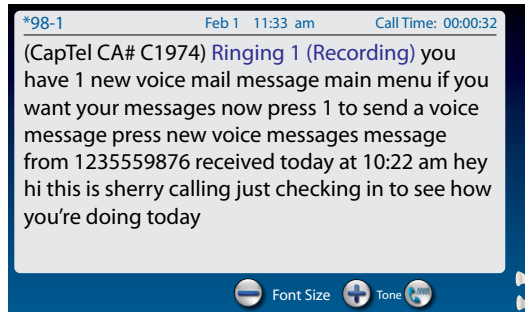 *98-1 Feb 1 11:33 am Call Time: 00:00:32
(CapTel CA# C1974) Ringing 1 (Recording) you
have 1 new voice mail message main menu if you
want your messages now press 1 to send a voice
message press new voice messages message
from 1235559876 received today at 10:22 am hey
hi this is sherry calling just checking in to see how
you’re doing today
Font Size Tone